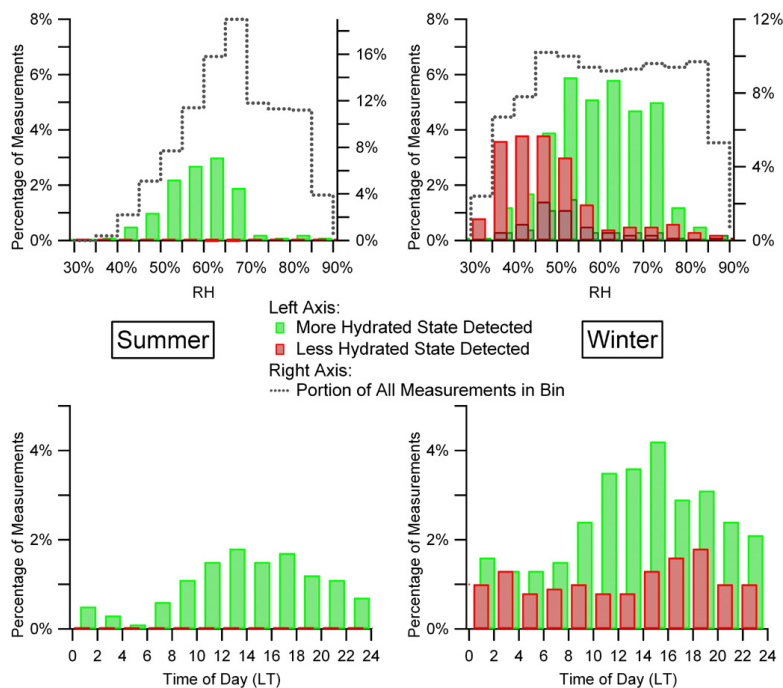 8%
6%
4%
2%
0%
Percentage of Measurements
16%
12%
8%
4%
0%
30% 40% 50% 60% 70% 80% 90%
RH
8%
6%
4%
2%
0%
Percentage of Measurements
12%
10%
8%
6%
4%
2%
0%
30% 40% 50% 60% 70% 80% 90%
RH
Summer
Left Axis:
More Hydrated State Detected
Less Hydrated State Detected
Right Axis:
Portion of All Measurements in Bin
Winter
4%
2%
0%
Percentage of Measurements
0 2 4 6 8 10 12 14 16 18 20 22 24
Time of Day (LT)
4%
2%
0%
Percentage of Measurements
0 2 4 6 8 10 12 14 16 18 20 22 24
Time of Day (LT)